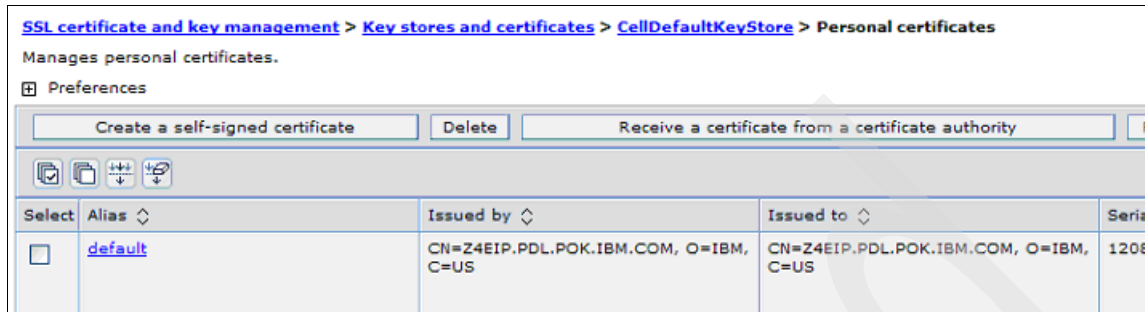 SSL certificate and key management > Key stores and certificates > CellDefaultKeyStore > Personal certificates
Manages personal certificates.
Preferences
Create a self-signed certificate Delete Receive a certificate from a certificate authority
Select Alias Issued by Issued to
default CN=Z4EIP.PDL.POK.IBM.COM, O=IBM, CN=Z4EIP.PDL.POK.IBM.COM, O=IBM, 1208
C=US C=US